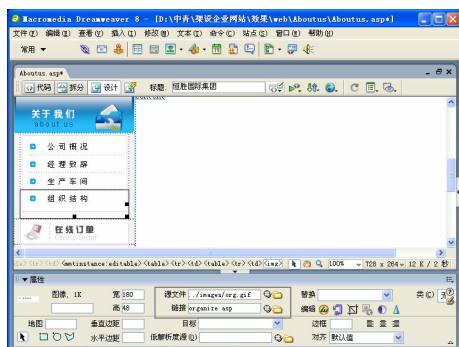 Macromedia Dreamweaver 8 - [D:\中青\架设企业网站\效果\web\Aboutus\Aboutus.asp*]
文件(F) 编辑(E) 查看(V) 插入(I) 修改(M) 文本(T) 命令(C) 站点(S) 窗口(W) 帮助(H)
常用
Aboutus.asp*
代码 拆分 设计 标题: 恒胜国际集团
关于我们
about us
公司概况
经理致辞
生产车间
组织结构
在线订单
<mmtinstance:editable> <table> <tr> <td> <table> <tr> <td> <img> 100% 728 x 264 12 K / 2 秒
属性
图像, 1K 宽 180 源文件 ../images/org.gif 替换 类(C)
高 48 链接 organize.asp 编辑
地图 垂直边距 目标 边框
水平边距 低解析度源(O) 对齐 默认值